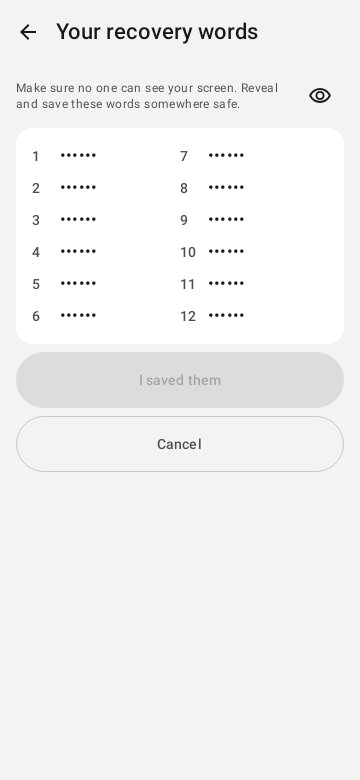 Your recovery words
Make sure no one can see your screen. Reveal
and save these words somewhere safe.
1 •••••• 7 ••••••
2 •••••• 8 ••••••
3 •••••• 9 ••••••
4 •••••• 10 ••••••
5 •••••• 11 ••••••
6 •••••• 12 ••••••
I saved them
Cancel